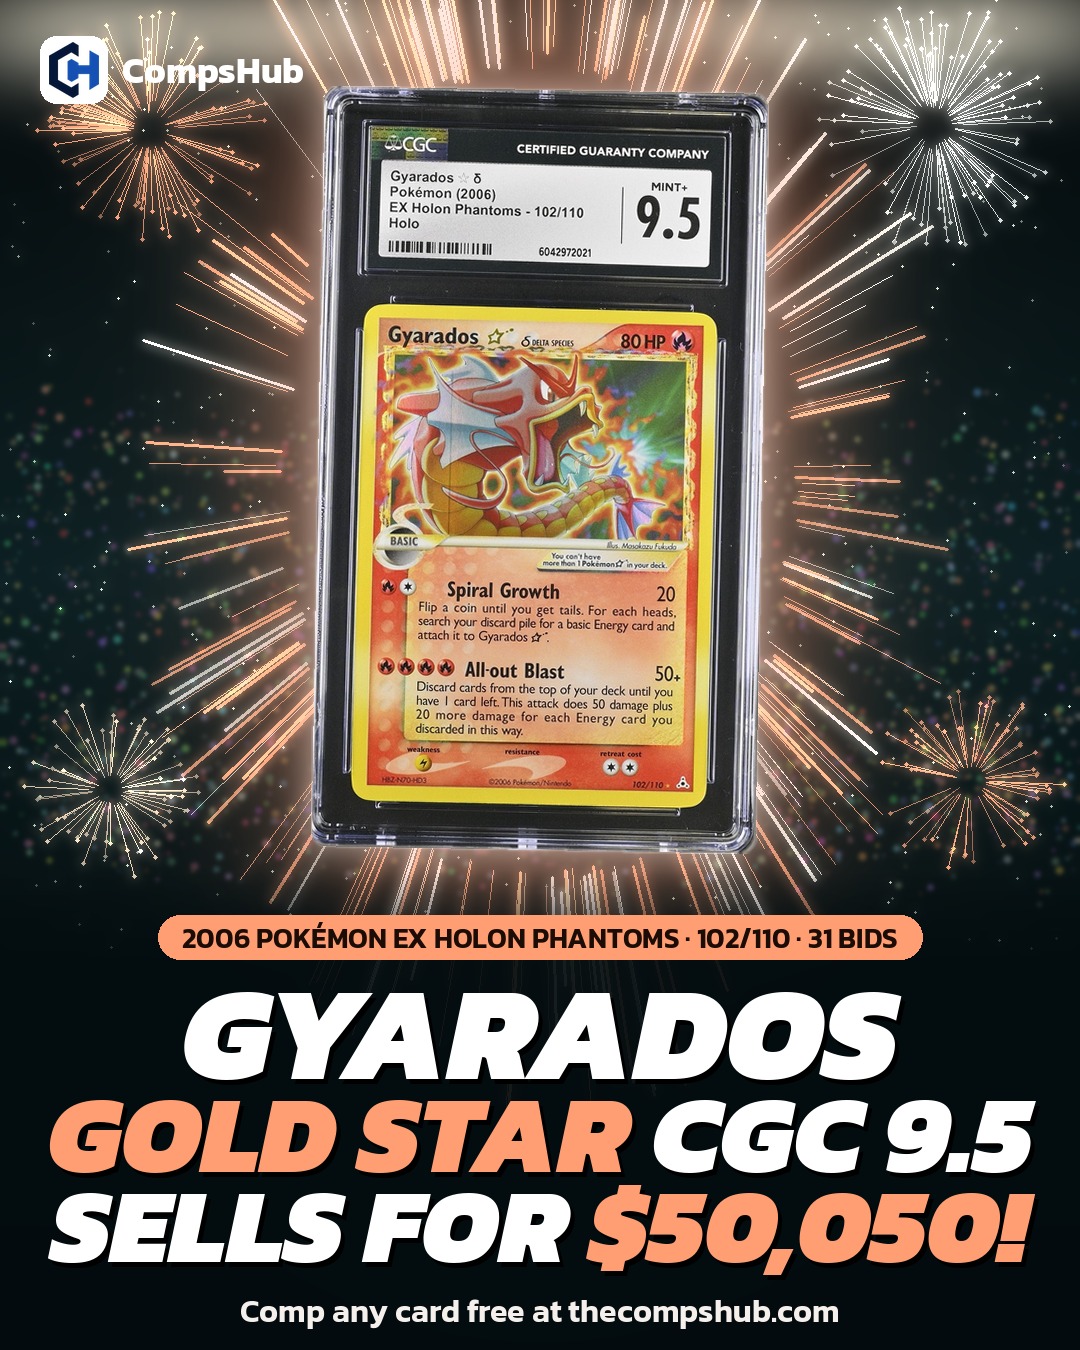 CompsHub
CGC
CERTIFIED GUARANTY COMPANY
Gyarados ☆ δ
Pokémon (2006)
EX Holon Phantoms - 102/110
Holo
MINT+
9.5
6042972021
Gyarados ☆
δ DELTA SPECIES
80 HP
BASIC
Illus. Masakazu Fukuda
You can't have
more than 1 Pokémon ☆ in your deck.
Spiral Growth 20
Flip a coin until you get tails. For each heads,
search your discard pile for a basic Energy card and
attach it to Gyarados ☆.
All-out Blast 50+
Discard cards from the top of your deck until you
have 1 card left. This attack does 50 damage plus
20 more damage for each Energy card you
discarded in this way.
weakness resistance retreat cost
HBZ-N70-HD3 ©2006 Pokémon/Nintendo 102/110
2006 POKÉMON EX HOLON PHANTOMS · 102/110 · 31 BIDS
GYARADOS
GOLD STAR CGC 9.5
SELLS FOR $50,050!
Comp any card free at thecompshub.com